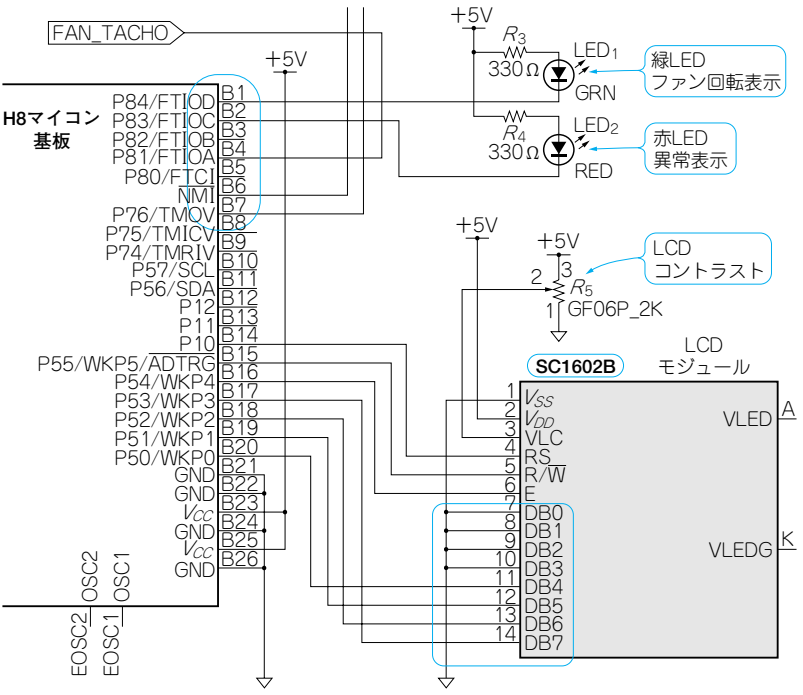 FAN_TACHO
+5V
H8マイコン
基板
P84/FTIOD
P83/FTIOC
P82/FTIOB
P81/FTIOA
P80/FTCI
NMI
P76/TMOV
P75/TMICV
P74/TMRIV
P57/SCL
P56/SDA
P12
P11
P10
P55/WKP5/ADTRG
P54/WKP4
P53/WKP3
P52/WKP2
P51/WKP1
P50/WKP0
GND
GND
VCC
GND
VCC
GND
B1
B2
B3
B4
B5
B6
B7
B8
B9
B10
B11
B12
B13
B14
B15
B16
B17
B18
B19
B20
B21
B22
B23
B24
B25
B26
OSC2
OSC1
EOSC2
EOSC1
+5V
R3
330Ω
LED1
GRN
緑LED
ファン回転表示
R4
330Ω
LED2
RED
赤LED
異常表示
+5V
+5V
3
2
1
R5
GF06P_2K
LCD
コントラスト
SC1602B
LCD
モジュール
1
2
3
4
5
6
7
8
9
10
11
12
13
14
VSS
VDD
VLC
RS
R/W
E
DB0
DB1
DB2
DB3
DB4
DB5
DB6
DB7
VLED
A
VLEDG
K